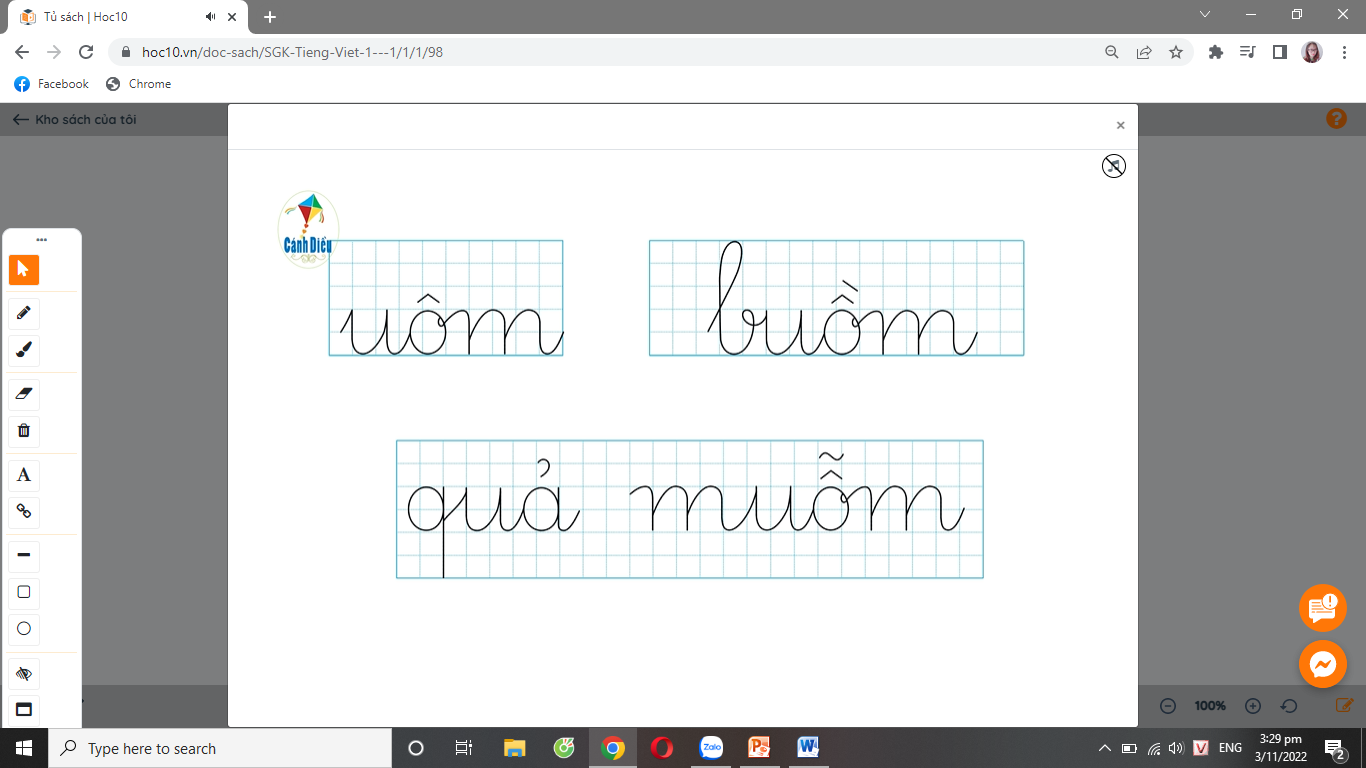 Tủ sách | Hoc10
hoc10.vn/doc-sach/SGK-Tieng-Viet-1---1/1/1/98
Facebook Chrome
Kho sách của tôi
Cánh Diều
uôm buồm
quả muỗm
A
100%
Type here to search
Zalo
V ENG 3:29 pm
3/11/2022
2